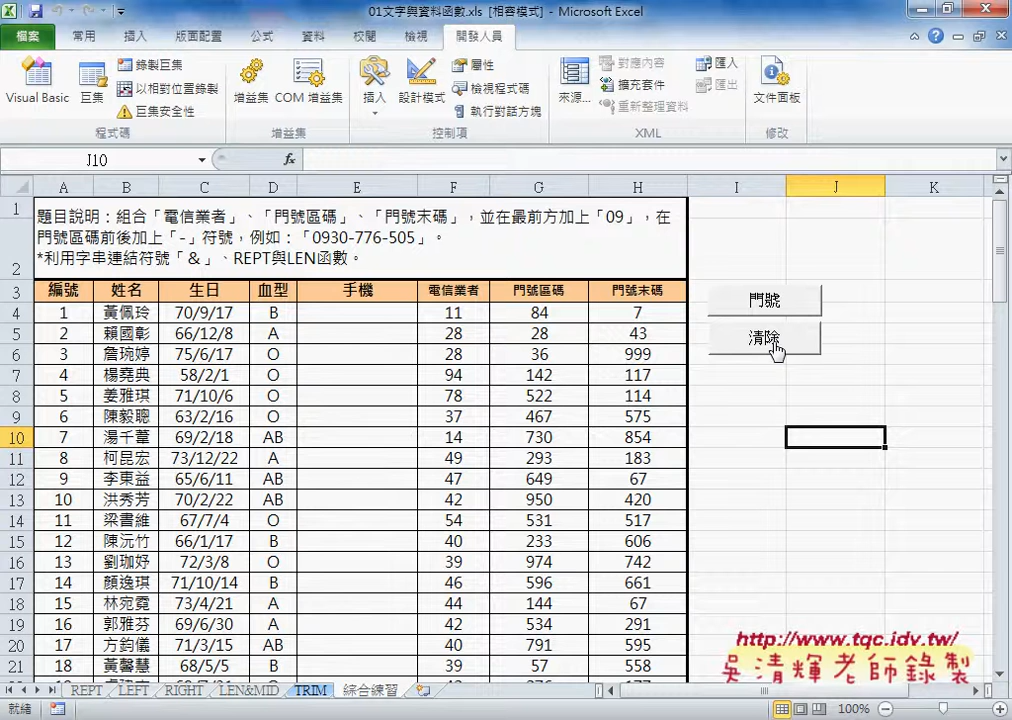 01文字與資料函數.xls [相容模式] - Microsoft Excel
檔案 常用 插入 版面配置 公式 資料 校閱 檢視 開發人員
Visual Basic 巨集 錄製巨集 以相對位置錄製 巨集安全性 增益集 COM 增益集 插入 設計模式 屬性 檢視程式碼 執行對話方塊 來源... 對應內容 擴充套件 重新整理資料 匯入 匯出 文件面板
程式碼 增益集 控制項 XML 修改
J10 fx
A B C D E F G H I J K
1 題目說明：組合「電信業者」、「門號區碼」、「門號末碼」，並在最前方加上「09」，在
門號區碼前後加上「-」符號，例如：「0930-776-505」。
2 *利用字串連結符號「&」、REPT與LEN函數。
3 編號 姓名 生日 血型 手機 電信業者 門號區碼 門號末碼 門號
4 1 黃佩玲 70/9/17 B 11 84 7
5 2 賴國彰 66/12/8 A 28 28 43 清除
6 3 詹琬婷 75/6/17 O 28 36 999
7 4 楊堯典 58/2/1 O 94 142 117
8 5 姜雅琪 71/10/6 O 78 522 114
9 6 陳毅聰 63/2/16 O 37 467 575
10 7 湯千葦 69/2/18 AB 14 730 854
11 8 柯昆宏 73/12/22 A 49 293 183
12 9 李東益 65/6/11 AB 47 649 67
13 10 洪秀芳 70/2/22 AB 42 950 420
14 11 梁書維 67/7/4 O 54 531 517
15 12 陳沅竹 66/1/17 B 40 233 606
16 13 劉珈妤 72/3/8 O 39 974 742
17 14 顏逸琪 71/10/14 B 46 596 661
18 15 林宛霓 73/4/21 A 44 144 67
19 16 郭雅芬 69/6/30 A 42 534 291
20 17 方鈞儀 71/3/15 AB 40 791 595
21 18 黃馨慧 68/5/5 B 39 57 558
http://www.tqc.idv.tw/
吳清輝老師錄製
REPT LEFT RIGHT LEN&MID TRIM 綜合練習
就緒 100%